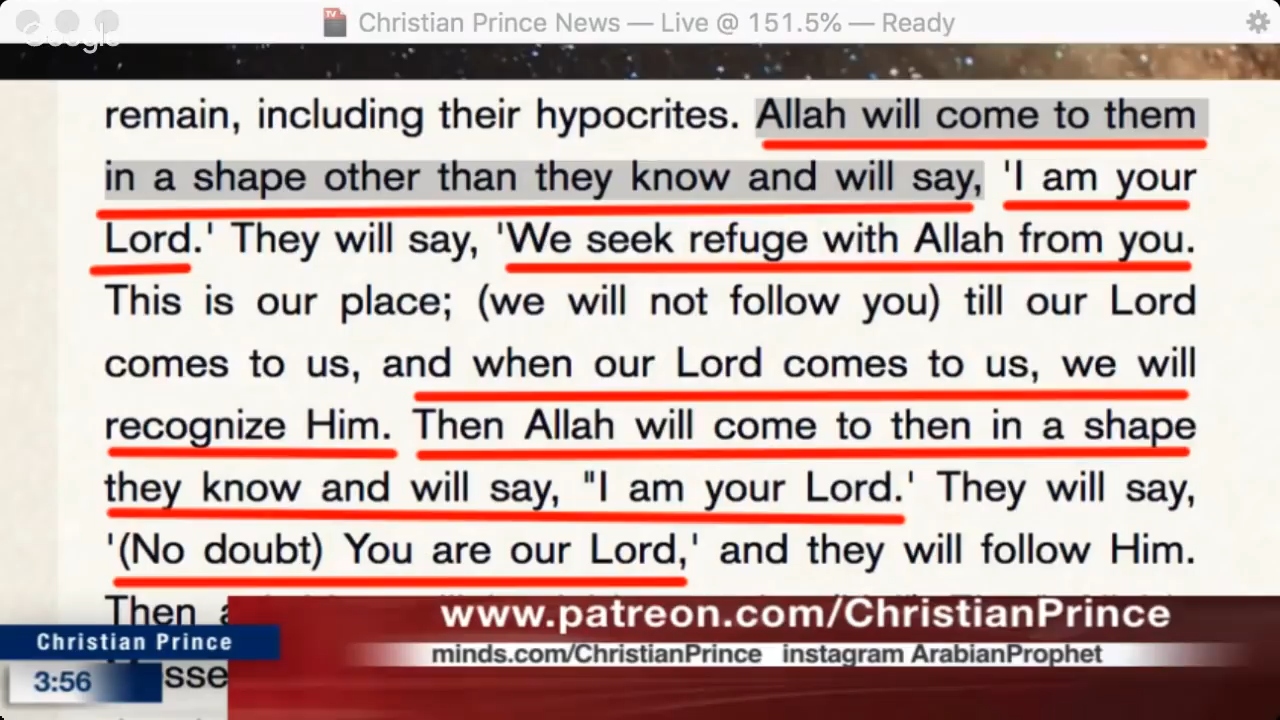 Christian Prince News — Live @ 151.5% — Ready
Google
remain, including their hypocrites. Allah will come to them
in a shape other than they know and will say, 'I am your
Lord.' They will say, 'We seek refuge with Allah from you.
This is our place; (we will not follow you) till our Lord
comes to us, and when our Lord comes to us, we will
recognize Him. Then Allah will come to then in a shape
they know and will say, "I am your Lord.' They will say,
'(No doubt) You are our Lord,' and they will follow Him.
Then
www.patreon.com/ChristianPrince
Christian Prince
minds.com/ChristianPrince instagram ArabianProphet
3:56